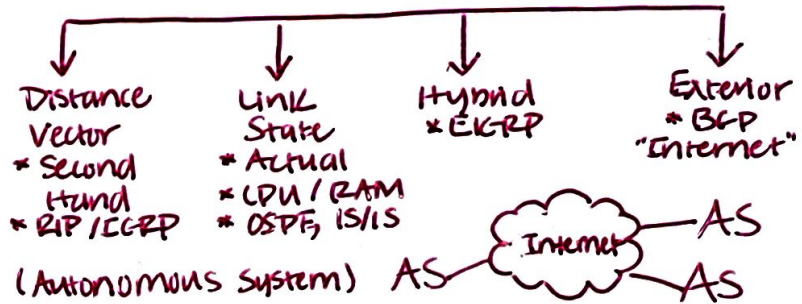 Distance
Vector
* Second
Hand
* RIP/IGRP
Link
State
* Actual
* CPU/RAM
* OSPF, IS/IS
Hybrid
* EIGRP
Exterior
* BGP
"Internet"
(Autonomous System)
AS
Internet
AS
AS